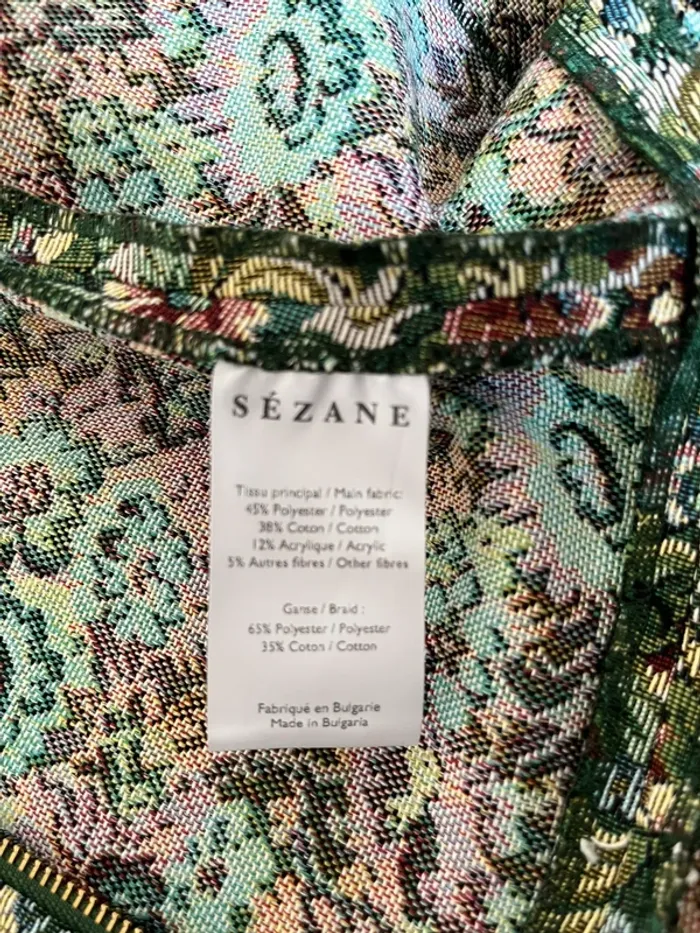 SÉZANE
Tissu principal / Main fabric:
45% Polyester / Polyester
38% Coton / Cotton
12% Acrylique / Acrylic
5% Autres fibres / Other fibres
Ganse / Braid :
65% Polyester / Polyester
35% Coton / Cotton
Fabriqué en Bulgarie
Made in Bulgaria